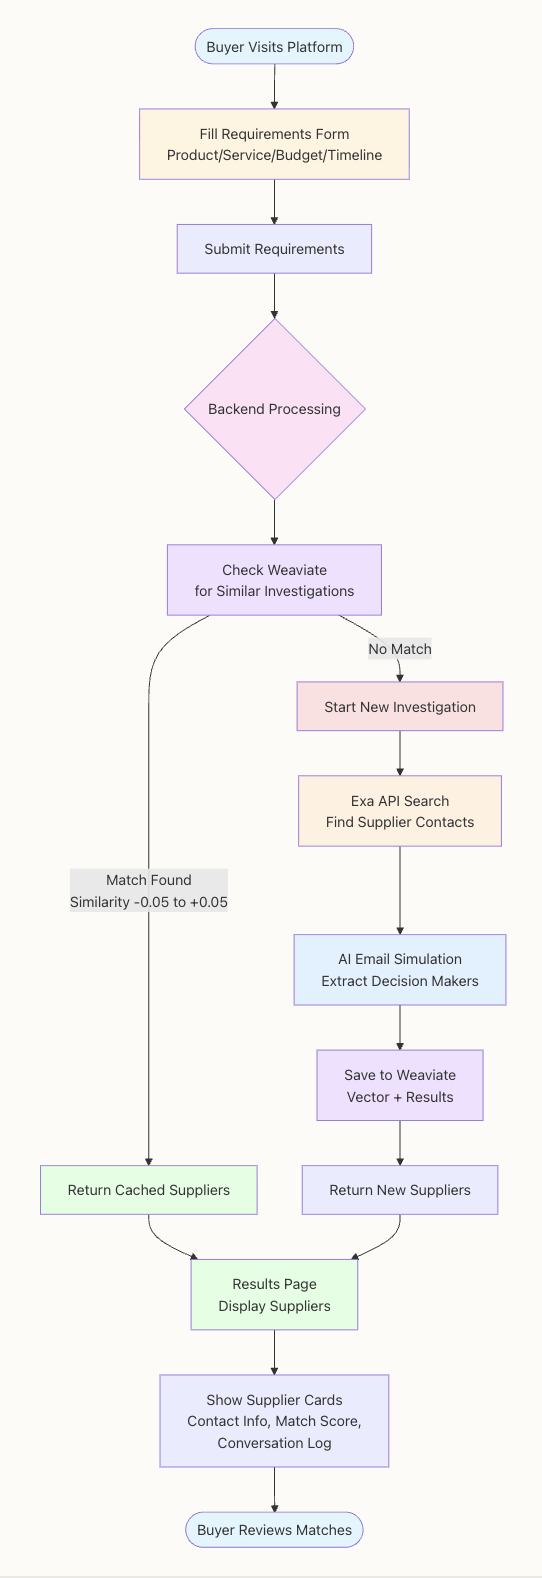 Buyer Visits Platform
Fill Requirements Form
Product/Service/Budget/Timeline
Submit Requirements
Backend Processing
Check Weaviate
for Similar Investigations
No Match
Start New Investigation
Exa API Search
Find Supplier Contacts
Match Found
Similarity -0.05 to +0.05
AI Email Simulation
Extract Decision Makers
Save to Weaviate
Vector + Results
Return Cached Suppliers
Return New Suppliers
Results Page
Display Suppliers
Show Supplier Cards
Contact Info, Match Score,
Conversation Log
Buyer Reviews Matches